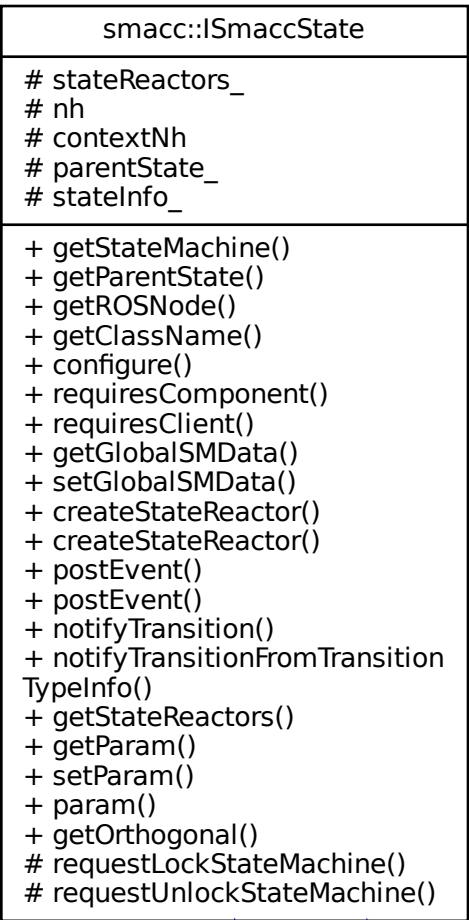 smacc::ISmaccState
# stateReactors_
# nh
# contextNh
# parentState_
# stateInfo_
+ getStateMachine()
+ getParentState()
+ getROSNode()
+ getClassName()
+ configure()
+ requiresComponent()
+ requiresClient()
+ getGlobalSMData()
+ setGlobalSMData()
+ createStateReactor()
+ createStateReactor()
+ postEvent()
+ postEvent()
+ notifyTransition()
+ notifyTransitionFromTransition
TypeInfo()
+ getStateReactors()
+ getParam()
+ setParam()
+ param()
+ getOrthogonal()
# requestLockStateMachine()
# requestUnlockStateMachine()